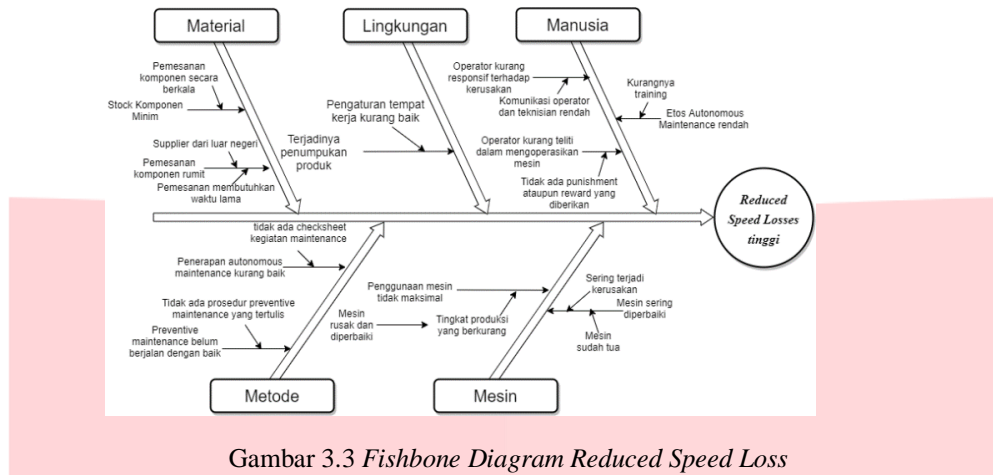 Material
Lingkungan
Manusia
Pemesanan
komponen secara
berkala
Stock Komponen
Minim
Supplier dari luar negeri
Pemesanan
komponen rumit
Pemesanan membutuhkan
waktu lama
Pengaturan tempat
kerja kurang baik
Terjadinya
penumpukan
produk
Operator kurang
responsif terhadap
kerusakan
Komunikasi operator
dan teknisian rendah
Kurangnya
training
Etos Autonomous
Maintenance rendah
Operator kurang teliti
dalam mengoperasikan
mesin
Tidak ada punishment
ataupun reward yang
diberikan
Reduced
Speed Losses
tinggi
tidak ada checksheet
kegiatan maintenance
Penerapan autonomous
maintenance kurang baik
Tidak ada prosedur preventive
maintenance yang tertulis
Preventive
maintenance belum
berjalan dengan baik
Penggunaan mesin
tidak maksimal
Mesin
rusak dan
diperbaiki
Tingkat produksi
yang berkurang
Sering terjadi
kerusakan
Mesin sering
diperbaiki
Mesin
sudah tua
Metode
Mesin
Gambar 3.3 Fishbone Diagram Reduced Speed Loss